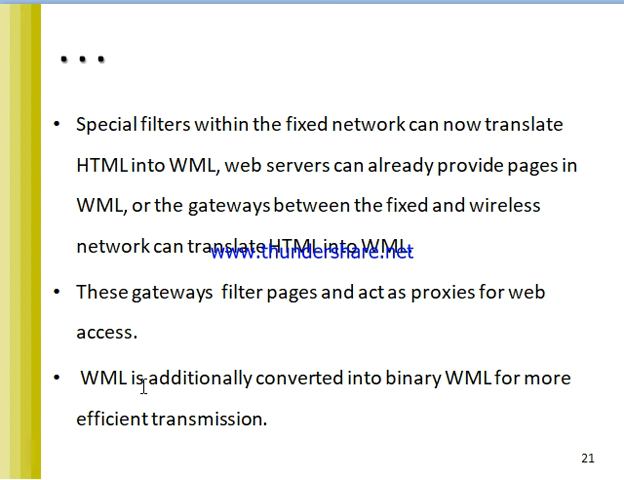 ...
• Special filters within the fixed network can now translate
HTML into WML, web servers can already provide pages in
WML, or the gateways between the fixed and wireless
network can translate HTML into WML.
www.thundershare.net
• These gateways filter pages and act as proxies for web
access.
• WML is additionally converted into binary WML for more
efficient transmission.
21